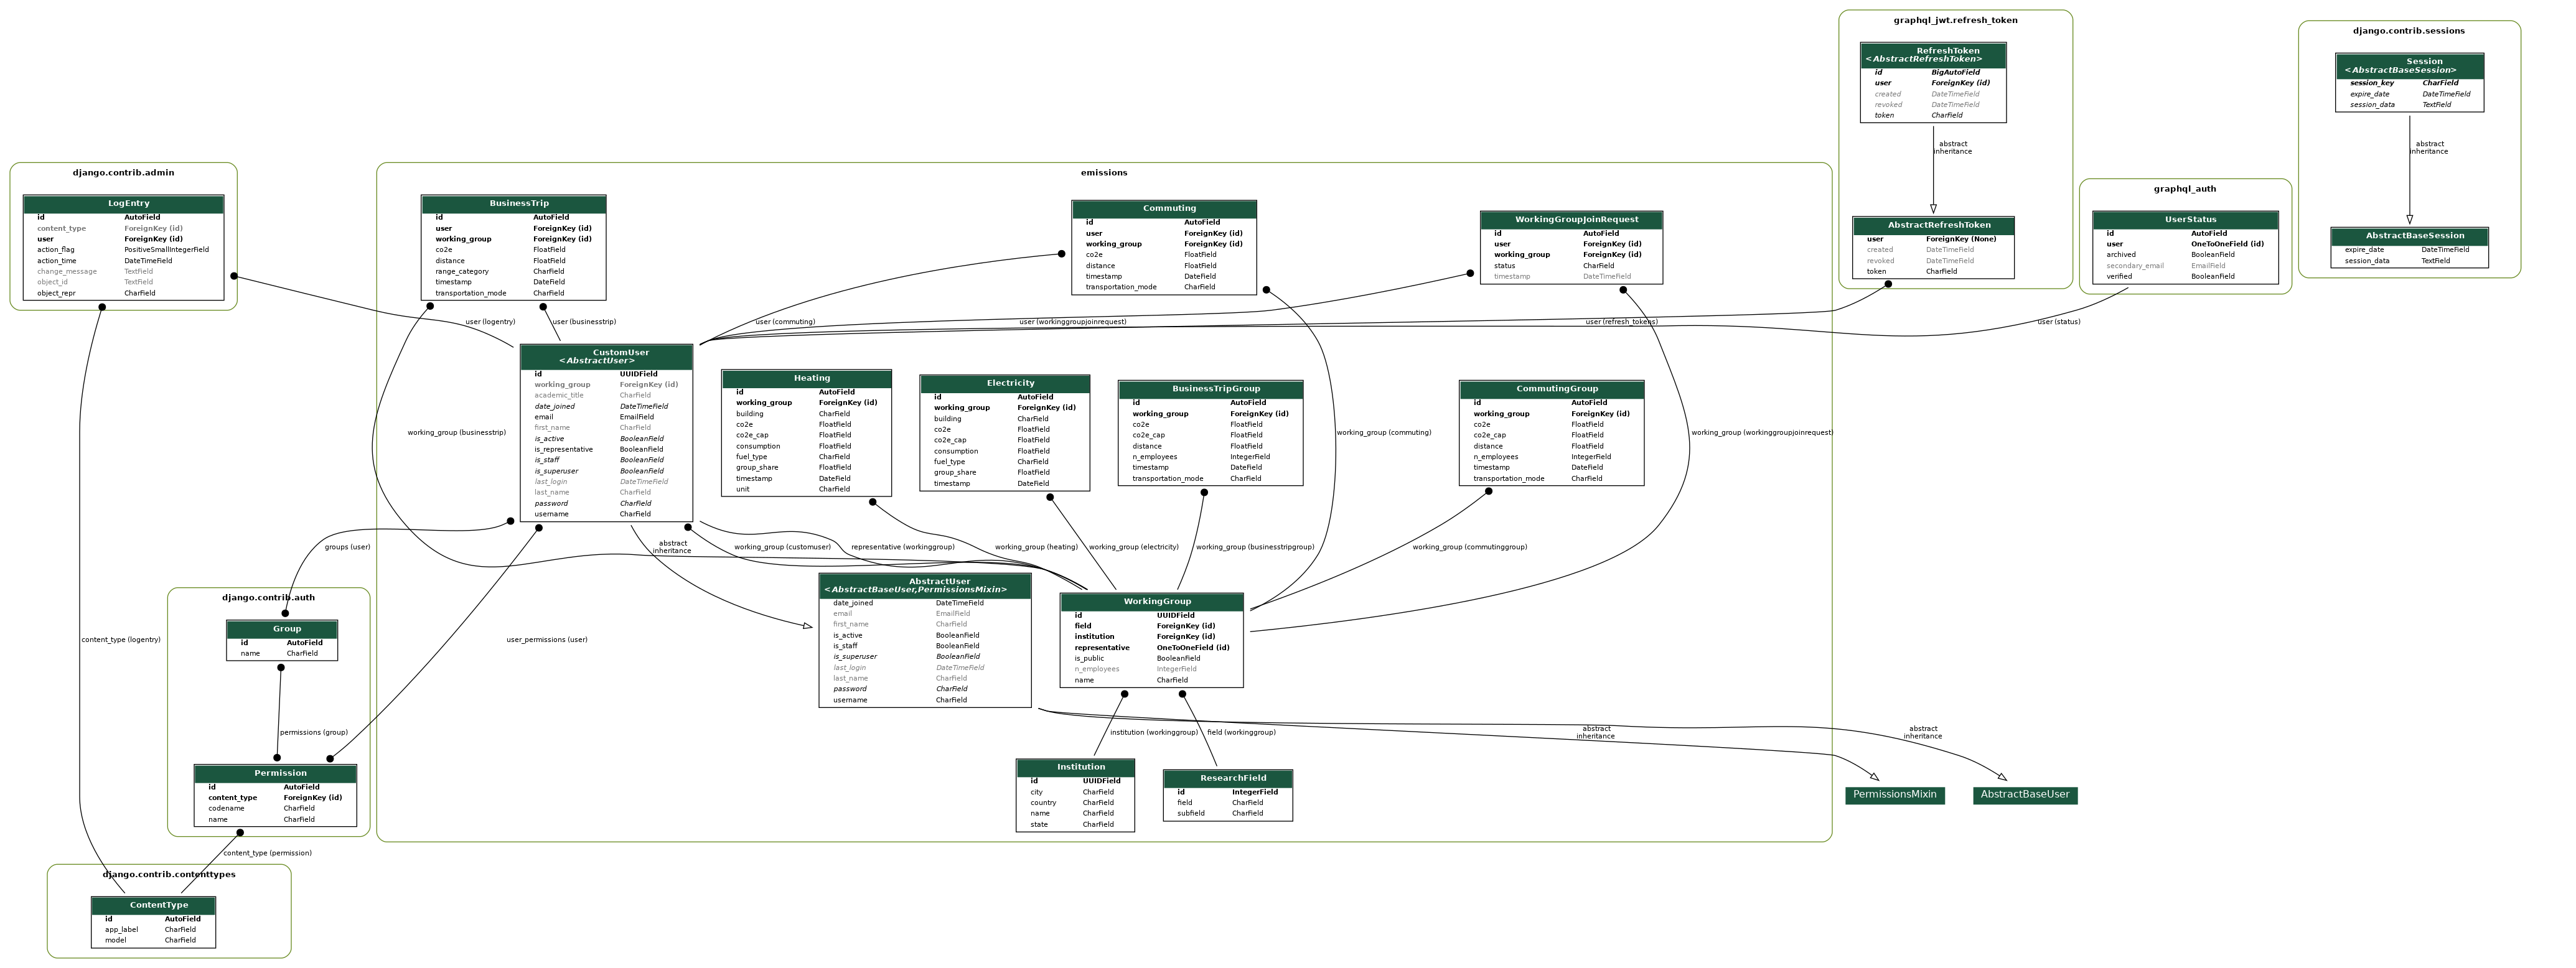 graphql_jwt.refresh_token
RefreshToken
<AbstractRefreshToken>
id BigAutoField
user ForeignKey (id)
created DateTimeField
revoked DateTimeField
token CharField
abstract
inheritance
AbstractRefreshToken
user ForeignKey (None)
created DateTimeField
revoked DateTimeField
token CharField
django.contrib.sessions
Session
<AbstractBaseSession>
session_key CharField
expire_date DateTimeField
session_data TextField
abstract
inheritance
AbstractBaseSession
expire_date DateTimeField
session_data TextField
graphql_auth
UserStatus
id AutoField
user OneToOneField (id)
archived BooleanField
secondary_email EmailField
verified BooleanField
django.contrib.admin
LogEntry
id AutoField
content_type ForeignKey (id)
user ForeignKey (id)
action_flag PositiveSmallIntegerField
action_time DateTimeField
change_message TextField
object_id TextField
object_repr CharField
emissions
BusinessTrip
id AutoField
user ForeignKey (id)
working_group ForeignKey (id)
co2e FloatField
distance FloatField
range_category CharField
timestamp DateField
transportation_mode CharField
Commuting
id AutoField
user ForeignKey (id)
working_group ForeignKey (id)
co2e FloatField
distance FloatField
timestamp DateField
transportation_mode CharField
WorkingGroupJoinRequest
id AutoField
user ForeignKey (id)
working_group ForeignKey (id)
status CharField
timestamp DateTimeField
user (logentry)
user (businesstrip)
user (commuting)
user (workinggroupjoinrequest)
user (refresh_tokens)
user (status)
CustomUser
<AbstractUser>
id UUIDField
working_group ForeignKey (id)
academic_title CharField
date_joined DateTimeField
email EmailField
first_name CharField
is_active BooleanField
is_representative BooleanField
is_staff BooleanField
is_superuser BooleanField
last_login DateTimeField
last_name CharField
password CharField
username CharField
Heating
id AutoField
working_group ForeignKey (id)
building CharField
co2e FloatField
co2e_cap FloatField
consumption FloatField
fuel_type CharField
group_share FloatField
timestamp DateField
unit CharField
Electricity
id AutoField
working_group ForeignKey (id)
building CharField
co2e FloatField
co2e_cap FloatField
consumption FloatField
fuel_type CharField
group_share FloatField
timestamp DateField
BusinessTripGroup
id AutoField
working_group ForeignKey (id)
co2e FloatField
co2e_cap FloatField
distance FloatField
n_employees IntegerField
timestamp DateField
transportation_mode CharField
CommutingGroup
id AutoField
working_group ForeignKey (id)
co2e FloatField
co2e_cap FloatField
distance FloatField
n_employees IntegerField
timestamp DateField
transportation_mode CharField
working_group (businesstrip)
working_group (commuting)
working_group (workinggroupjoinrequest)
groups (user)
abstract
inheritance
working_group (customuser)
representative (workinggroup)
working_group (heating)
working_group (electricity)
working_group (businesstripgroup)
working_group (commutinggroup)
AbstractUser
<AbstractBaseUser,PermissionsMixin>
date_joined DateTimeField
email EmailField
first_name CharField
is_active BooleanField
is_staff BooleanField
is_superuser BooleanField
last_login DateTimeField
last_name CharField
password CharField
username CharField
WorkingGroup
id UUIDField
field ForeignKey (id)
institution ForeignKey (id)
representative OneToOneField (id)
is_public BooleanField
n_employees IntegerField
name CharField
django.contrib.auth
Group
id AutoField
name CharField
content_type (logentry)
user_permissions (user)
permissions (group)
institution (workinggroup)
field (workinggroup)
abstract
inheritance
abstract
inheritance
Permission
id AutoField
content_type ForeignKey (id)
codename CharField
name CharField
Institution
id UUIDField
city CharField
country CharField
name CharField
state CharField
ResearchField
id IntegerField
field CharField
subfield CharField
PermissionsMixin
AbstractBaseUser
content_type (permission)
django.contrib.contenttypes
ContentType
id AutoField
app_label CharField
model CharField